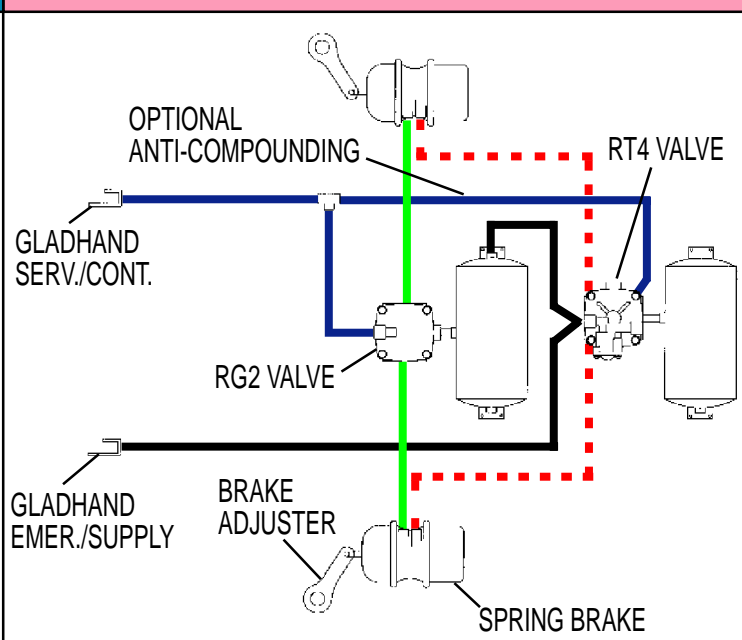 OPTIONAL
ANTI-COMPOUNDING
RT4 VALVE
GLADHAND
SERV./CONT.
RG2 VALVE
GLADHAND
EMER./SUPPLY
BRAKE
ADJUSTER
SPRING BRAKE